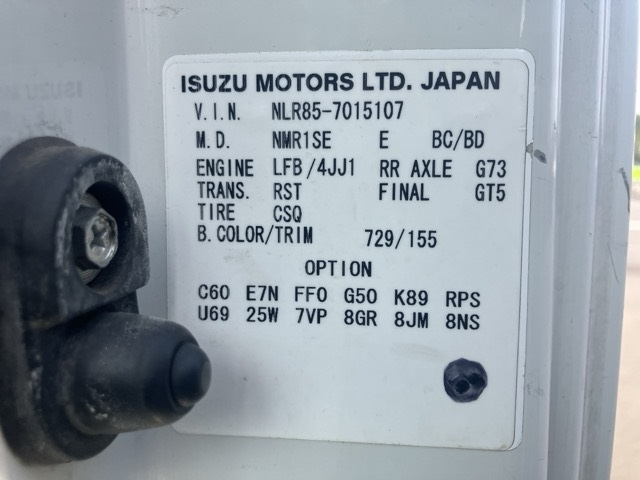 ISUZU MOTORS LTD. JAPAN
V.I.N. NLR85-7015107
M.D. NMR1SE E BC/BD
ENGINE LFB/4JJ1 RR AXLE G73
TRANS. RST FINAL GT5
TIRE CSQ
B.COLOR/TRIM 729/155
OPTION
C60 E7N FF0 G50 K89 RPS
U69 25W 7VP 8GR 8JM 8NS